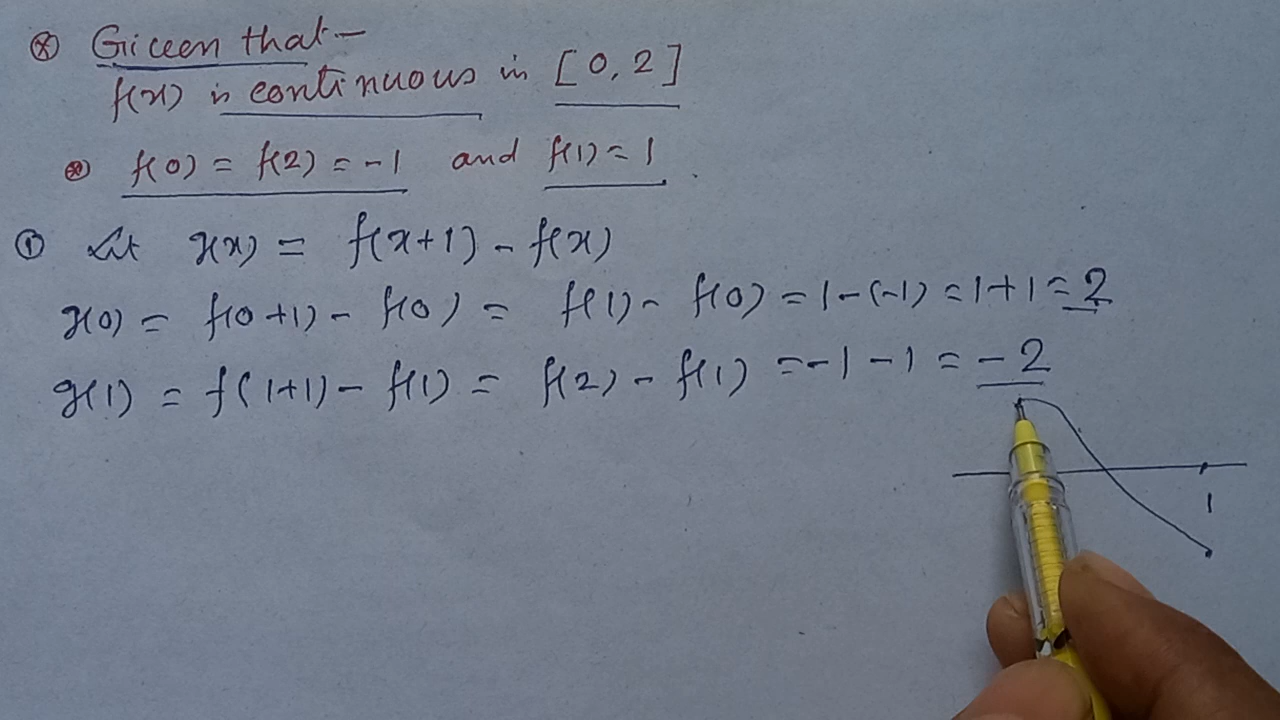 ⊗ Giveen that -
f(x) is continuous in [0, 2]
⊗ f(0) = f(2) = -1 and f(1) = 1.
① Let g(x) = f(x+1) - f(x)
g(0) = f(0+1) - f(0) = f(1) - f(0) = 1-(-1) = 1+1 = 2
g(1) = f(1+1) - f(1) = f(2) - f(1) = -1 - 1 = -2
1